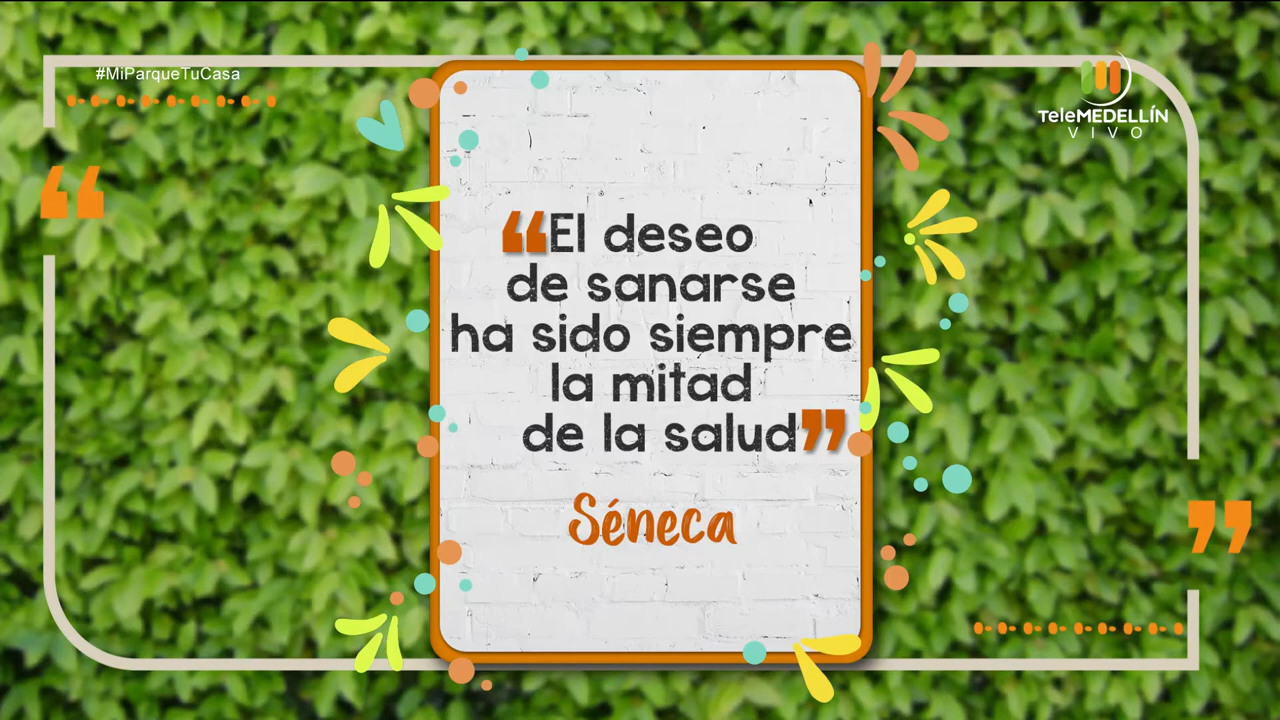 #MiParqueTuCasa
TeleMEDELLÍN
VIVO
“El deseo
de sanarse
ha sido siempre
la mitad
de la salud”
Séneca